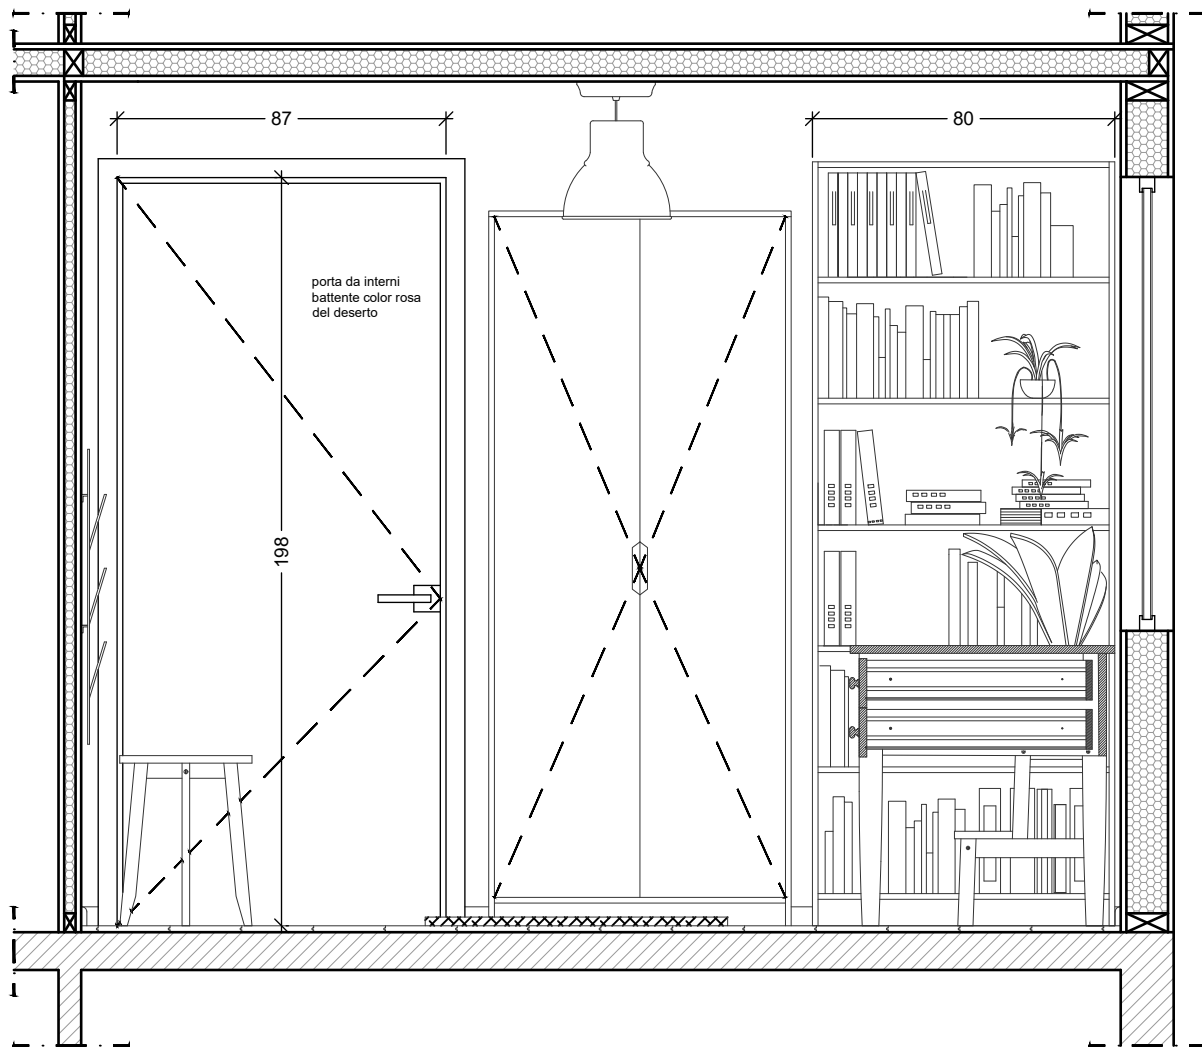 87
80
porta da interni
battente color rosa
del deserto
198